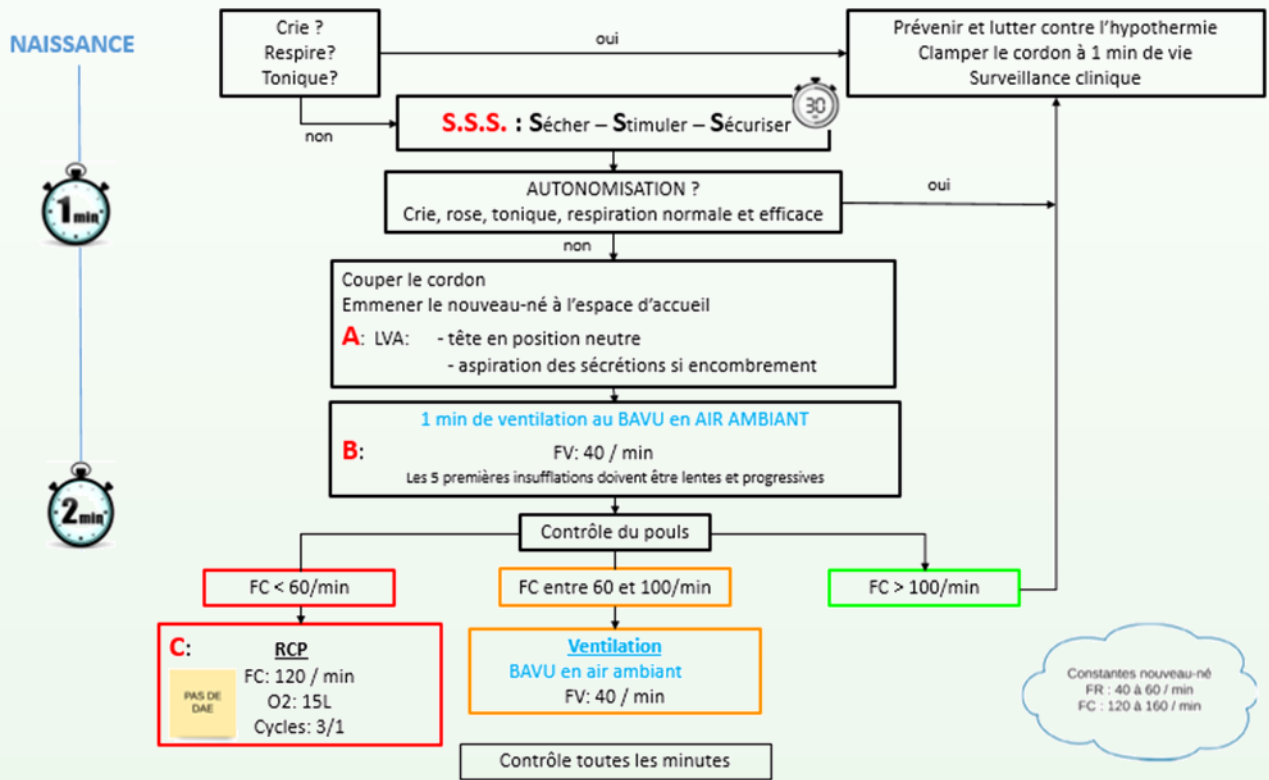 NAISSANCE
Crie ?
Respire?
Tonique?
oui
Prévenir et lutter contre l'hypothermie
Clamper le cordon à 1 min de vie
Surveillance clinique
non
S.S.S. : Sécher – Stimuler – Sécuriser
30
1 min
AUTONOMISATION ?
Crie, rose, tonique, respiration normale et efficace
oui
non
Couper le cordon
Emmener le nouveau-né à l'espace d'accueil
A: LVA: - tête en position neutre
- aspiration des sécrétions si encombrement
1 min de ventilation au BAVU en AIR AMBIANT
B: FV: 40 / min
Les 5 premières insufflations doivent être lentes et progressives
2 min
Contrôle du pouls
FC < 60/min
FC entre 60 et 100/min
FC > 100/min
C: RCP
FC: 120 / min
O2: 15L
Cycles: 3/1
PAS DE
DAE
Ventilation
BAVU en air ambiant
FV: 40 / min
Constantes nouveau-né
FR : 40 à 60 / min
FC : 120 à 160 / min
Contrôle toutes les minutes